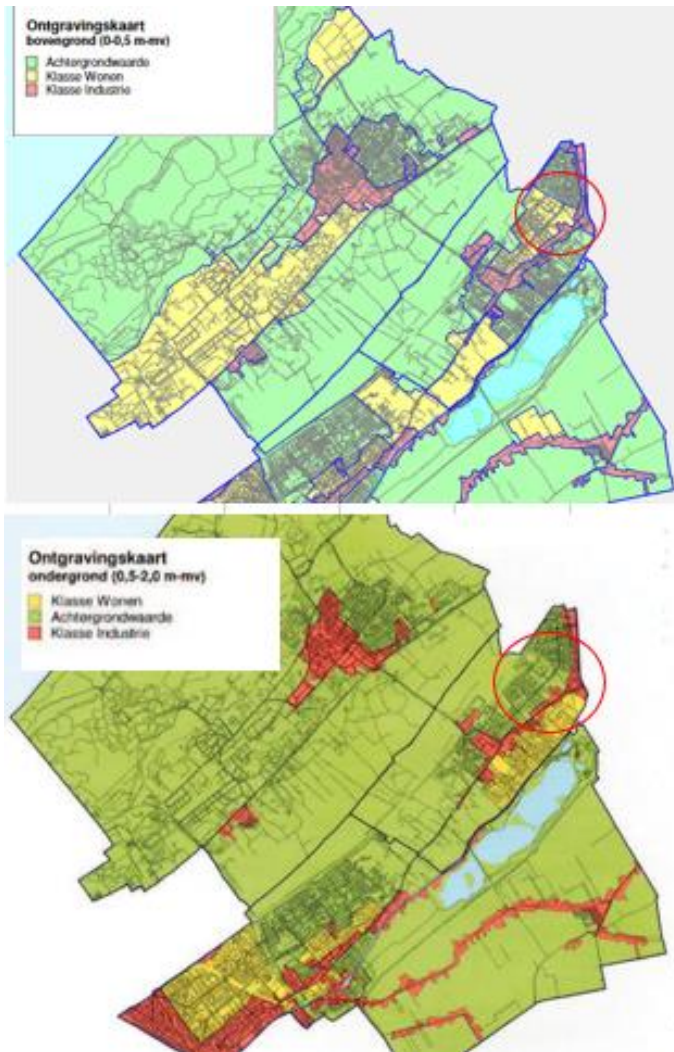 Ontgravingskaart
bovengrond (0-0,5 m-mv)
Achtergrondwaarde
Klasse Wonen
Klasse Industrie
Ontgravingskaart
ondergrond (0,5-2,0 m-mv)
Klasse Wonen
Achtergrondwaarde
Klasse Industrie